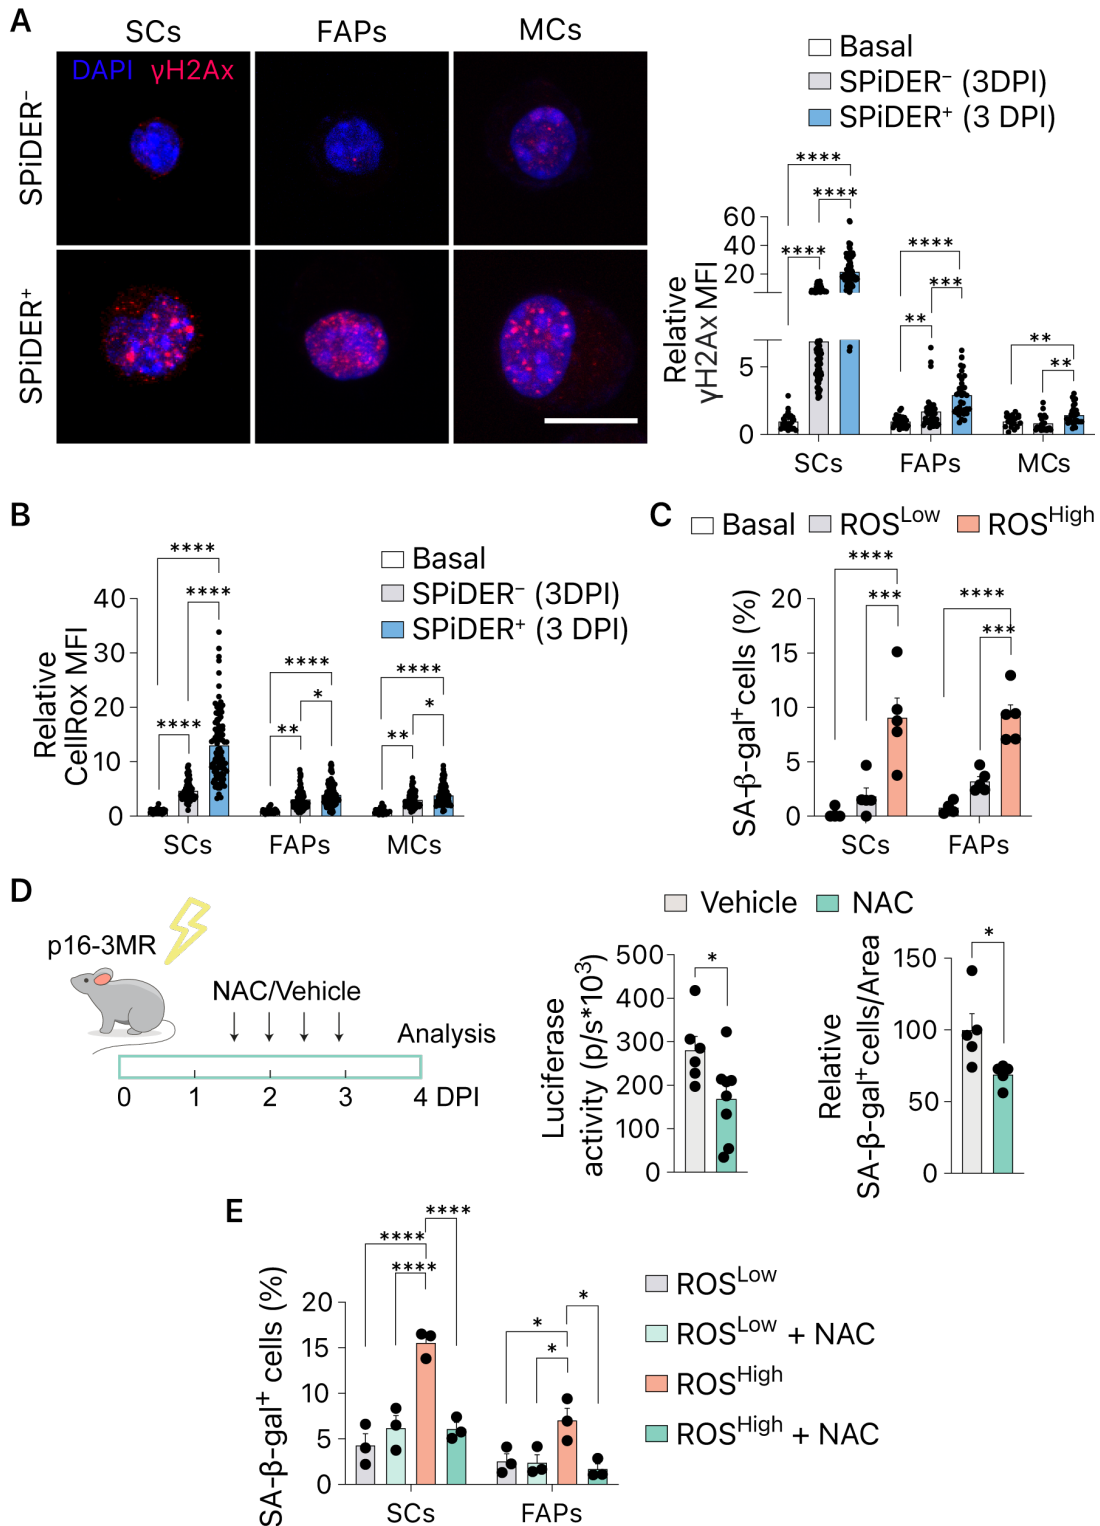 A
SCs FAPs MCs
DAPI γH2Ax
SPiDER⁻
SPiDER⁺
Basal
SPiDER⁻ (3DPI)
SPiDER⁺ (3 DPI)
Relative
γH2Ax MFI
60
40
20
5
0
**** **** ****
**** *** **
** **
SCs FAPs MCs
B
Basal
SPiDER⁻ (3DPI)
SPiDER⁺ (3 DPI)
Relative
CellRox MFI
40
30
20
10
0
**** **** ****
**** * **
**** * **
SCs FAPs MCs
C
Basal ROS^Low ROS^High
SA-β-gal⁺cells (%)
20
15
10
5
0
**** ***
**** ***
SCs FAPs
D
p16-3MR
NAC/Vehicle
Analysis
0 1 2 3 4 DPI
Vehicle NAC
Luciferase
activity (p/s*10³)
500
400
300
200
100
0
*
Relative
SA-β-gal⁺cells/Area
150
100
50
0
*
E
SA-β-gal⁺ cells (%)
20
15
10
5
0
**** **** ****
* * *
SCs FAPs
ROS^Low
ROS^Low + NAC
ROS^High
ROS^High + NAC